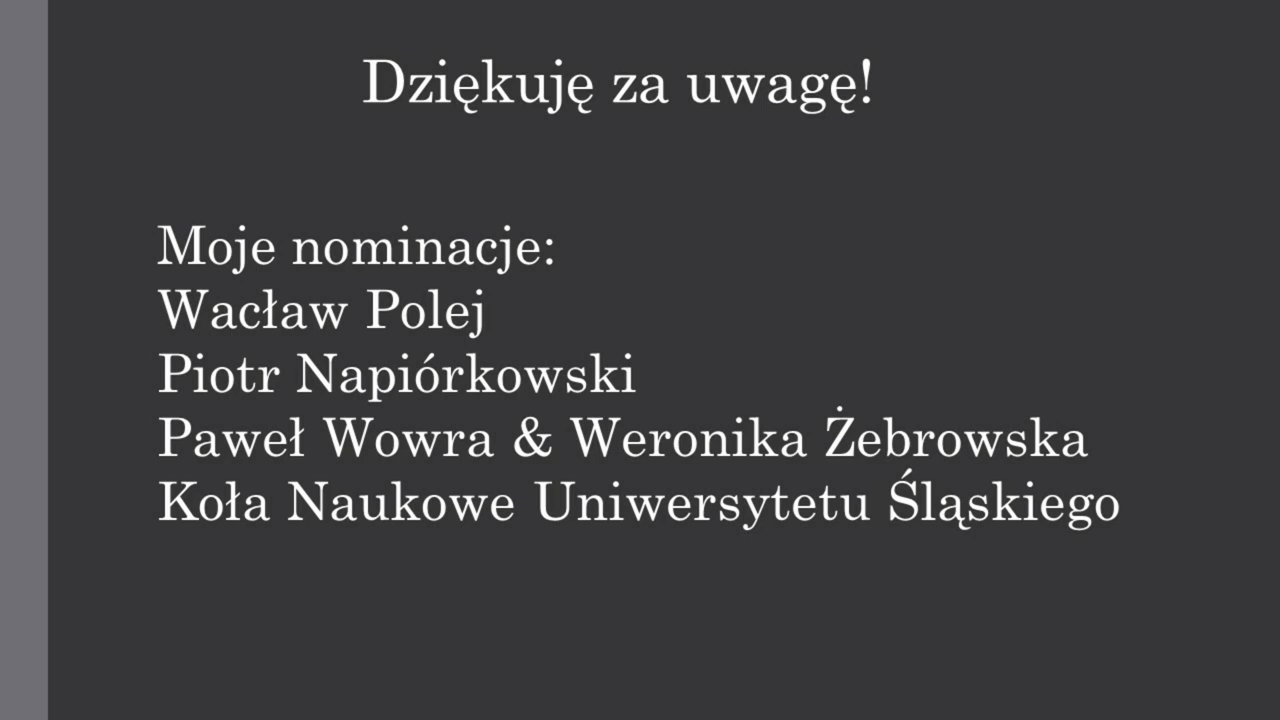 Dziękuję za uwagę!
Moje nominacje:
Wacław Polej
Piotr Napiórkowski
Paweł Wowra & Weronika Żebrowska
Koła Naukowe Uniwersytetu Śląskiego